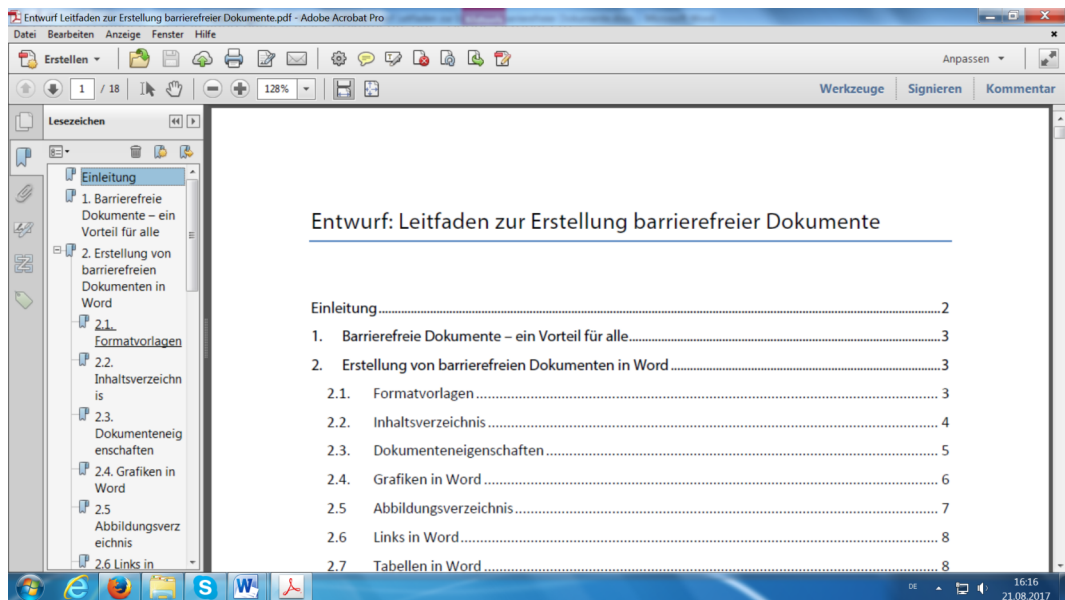 Entwurf Leitfaden zur Erstellung barrierefreier Dokumente.pdf - Adobe Acrobat Pro
Datei Bearbeiten Anzeige Fenster Hilfe
Erstellen
Anpassen
1 / 18
128%
Werkzeuge Signieren Kommentar
Lesezeichen
Einleitung
1. Barrierefreie
Dokumente – ein
Vorteil für alle
2. Erstellung von
barrierefreien
Dokumenten in
Word
2.1.
Formatvorlagen
2.2.
Inhaltsverzeichn
is
2.3.
Dokumenteneig
enschaften
2.4. Grafiken in
Word
2.5
Abbildungsverz
eichnis
2.6 Links in
Entwurf: Leitfaden zur Erstellung barrierefreier Dokumente
Einleitung 2
1. Barrierefreie Dokumente – ein Vorteil für alle 3
2. Erstellung von barrierefreien Dokumenten in Word 3
2.1. Formatvorlagen 3
2.2. Inhaltsverzeichnis 4
2.3. Dokumenteneigenschaften 5
2.4. Grafiken in Word 6
2.5 Abbildungsverzeichnis 7
2.6 Links in Word 8
2.7 Tabellen in Word 8
DE
16:16
21.08.2017